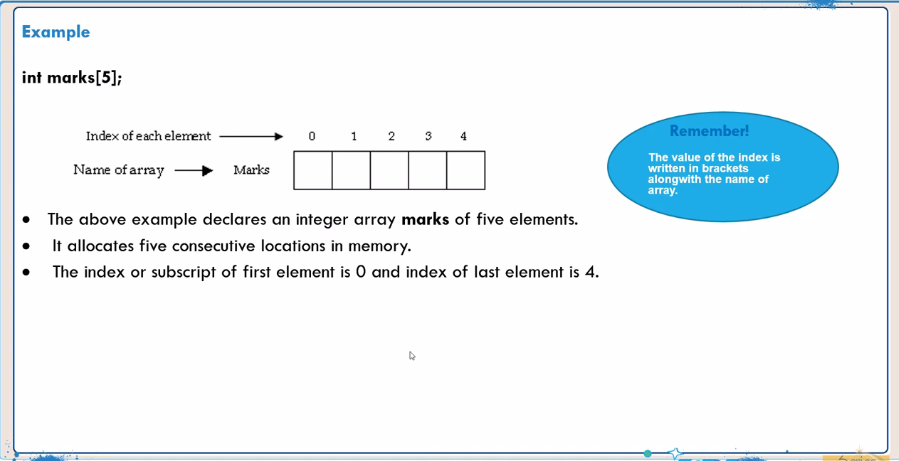 Example
int marks[5];
Index of each element 0 1 2 3 4
Name of array Marks
Remember!
The value of the index is
written in brackets
alongwith the name of
array.
• The above example declares an integer array marks of five elements.
• It allocates five consecutive locations in memory.
• The index or subscript of first element is 0 and index of last element is 4.